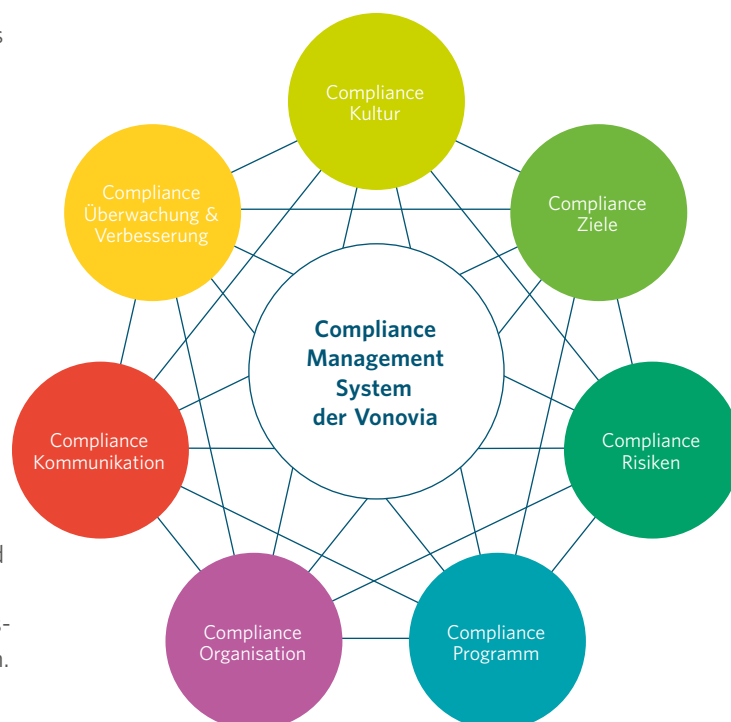 s
Compliance
Kultur
Compliance
Überwachung &
Verbesserung
Compliance
Ziele
Compliance
Management
System
der Vonovia
Compliance
Kommunikation
Compliance
Risiken
d
-
n.
Compliance
Organisation
Compliance
Programm